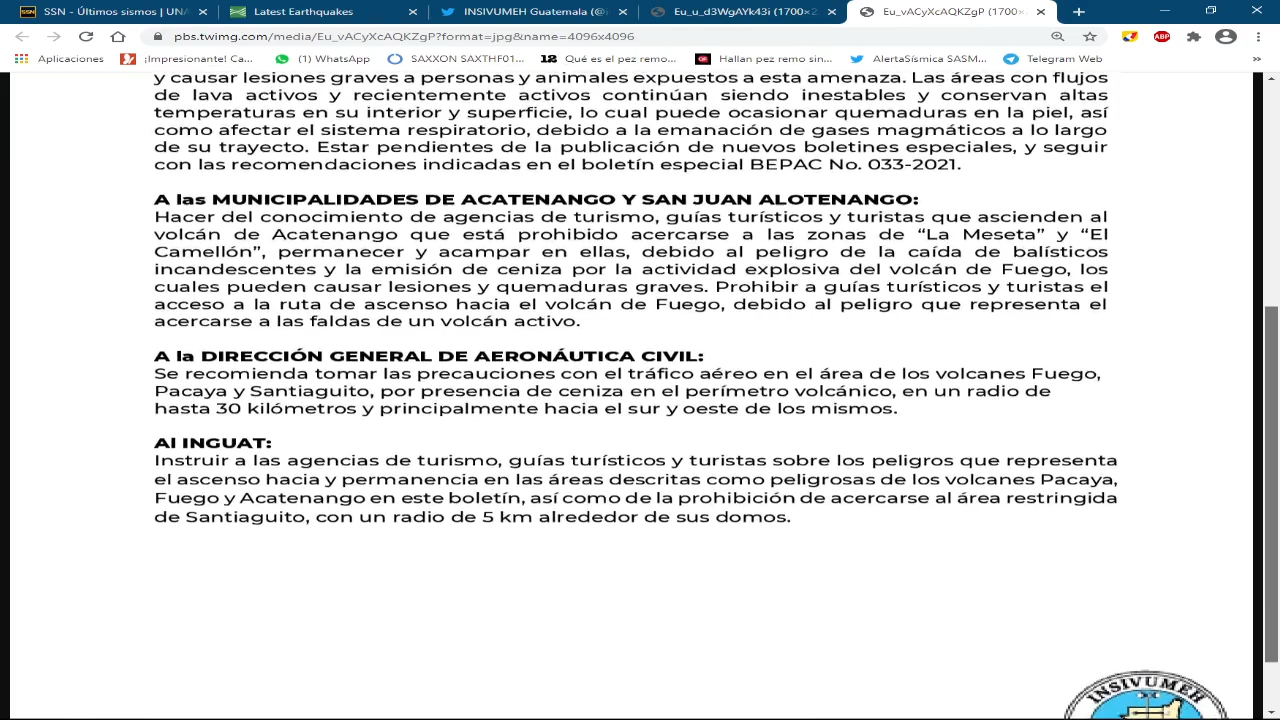 SSN - Últimos sismos | UNA
Latest Earthquakes
INSIVUMEH Guatemala (@i
Eu_u_d3WgAYk43i (1700×2
Eu_vACyXcAQKZgP (1700×
pbs.twimg.com/media/Eu_vACyXcAQKZgP?format=jpg&name=4096x4096
ABP
Aplicaciones
¡Impresionante! Ca...
(1) WhatsApp
SAXXON SAXTHF01...
Qué es el pez remo...
Hallan pez remo sin...
AlertaSísmica SASM...
Telegram Web
y causar lesiones graves a personas y animales expuestos a esta amenaza. Las áreas con flujos
de lava activos y recientemente activos continúan siendo inestables y conservan altas
temperaturas en su interior y superficie, lo cual puede ocasionar quemaduras en la piel, así
como afectar el sistema respiratorio, debido a la emanación de gases magmáticos a lo largo
de su trayecto. Estar pendientes de la publicación de nuevos boletines especiales, y seguir
con las recomendaciones indicadas en el boletín especial BEPAC No. 033-2021.
A las MUNICIPALIDADES DE ACATENANGO Y SAN JUAN ALOTENANGO:
Hacer del conocimiento de agencias de turismo, guías turísticos y turistas que ascienden al
volcán de Acatenango que está prohibido acercarse a las zonas de “La Meseta” y “El
Camellón”, permanecer y acampar en ellas, debido al peligro de la caída de balísticos
incandescentes y la emisión de ceniza por la actividad explosiva del volcán de Fuego, los
cuales pueden causar lesiones y quemaduras graves. Prohibir a guías turísticos y turistas el
acceso a la ruta de ascenso hacia el volcán de Fuego, debido al peligro que representa el
acercarse a las faldas de un volcán activo.
A la DIRECCIÓN GENERAL DE AERONÁUTICA CIVIL:
Se recomienda tomar las precauciones con el tráfico aéreo en el área de los volcanes Fuego,
Pacaya y Santiaguito, por presencia de ceniza en el perímetro volcánico, en un radio de
hasta 30 kilómetros y principalmente hacia el sur y oeste de los mismos.
Al INGUAT:
Instruir a las agencias de turismo, guías turísticos y turistas sobre los peligros que representa
el ascenso hacia y permanencia en las áreas descritas como peligrosas de los volcanes Pacaya,
Fuego y Acatenango en este boletín, así como de la prohibición de acercarse al área restringida
de Santiaguito, con un radio de 5 km alrededor de sus domos.
INSIVUMEH